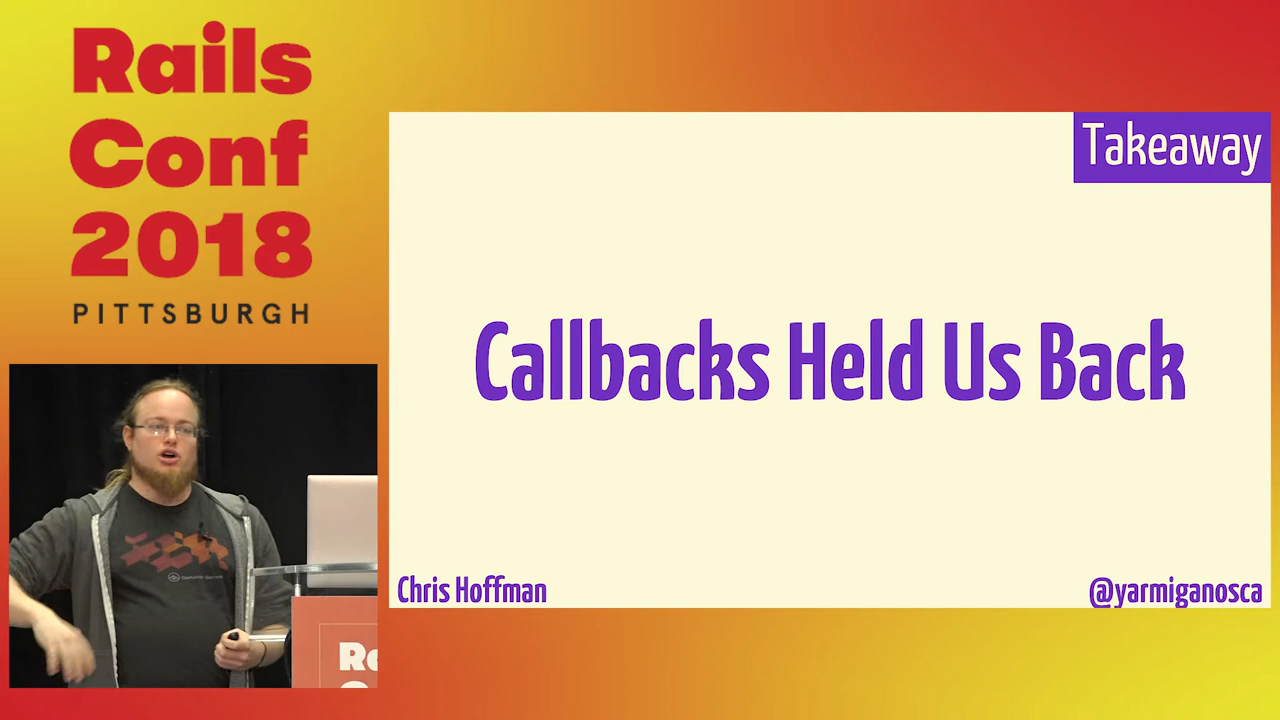 Rails
Conf
2018
PITTSBURGH
Takeaway
Callbacks Held Us Back
Chris Hoffman
@yarmiganosca